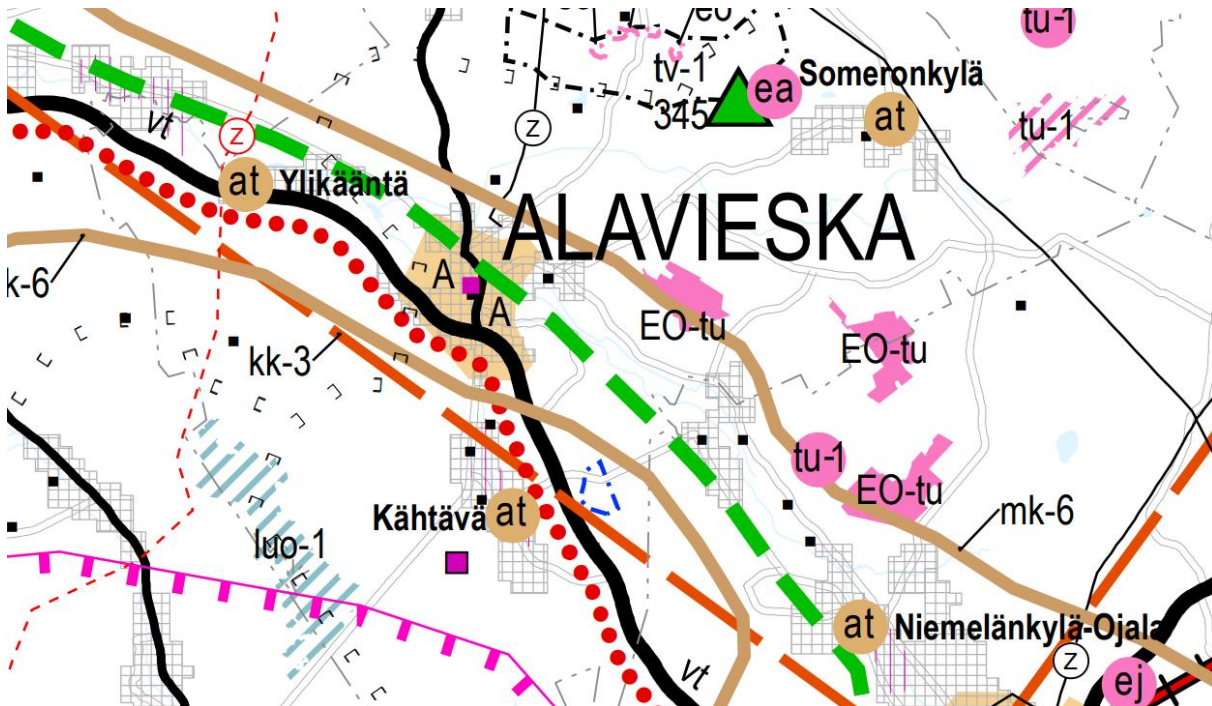 eo
tu-1
tv-1
345
ea
Someronkylä
at
tu-1
vt
z
z
at
Ylikääntä
ALAVIESKA
A
k-6
EO-tu
A
EO-tu
kk-3
tu-1
EO-tu
mk-6
Kähtävä
at
luo-1
at
Niemelänkylä-Ojala
vt
z
ej